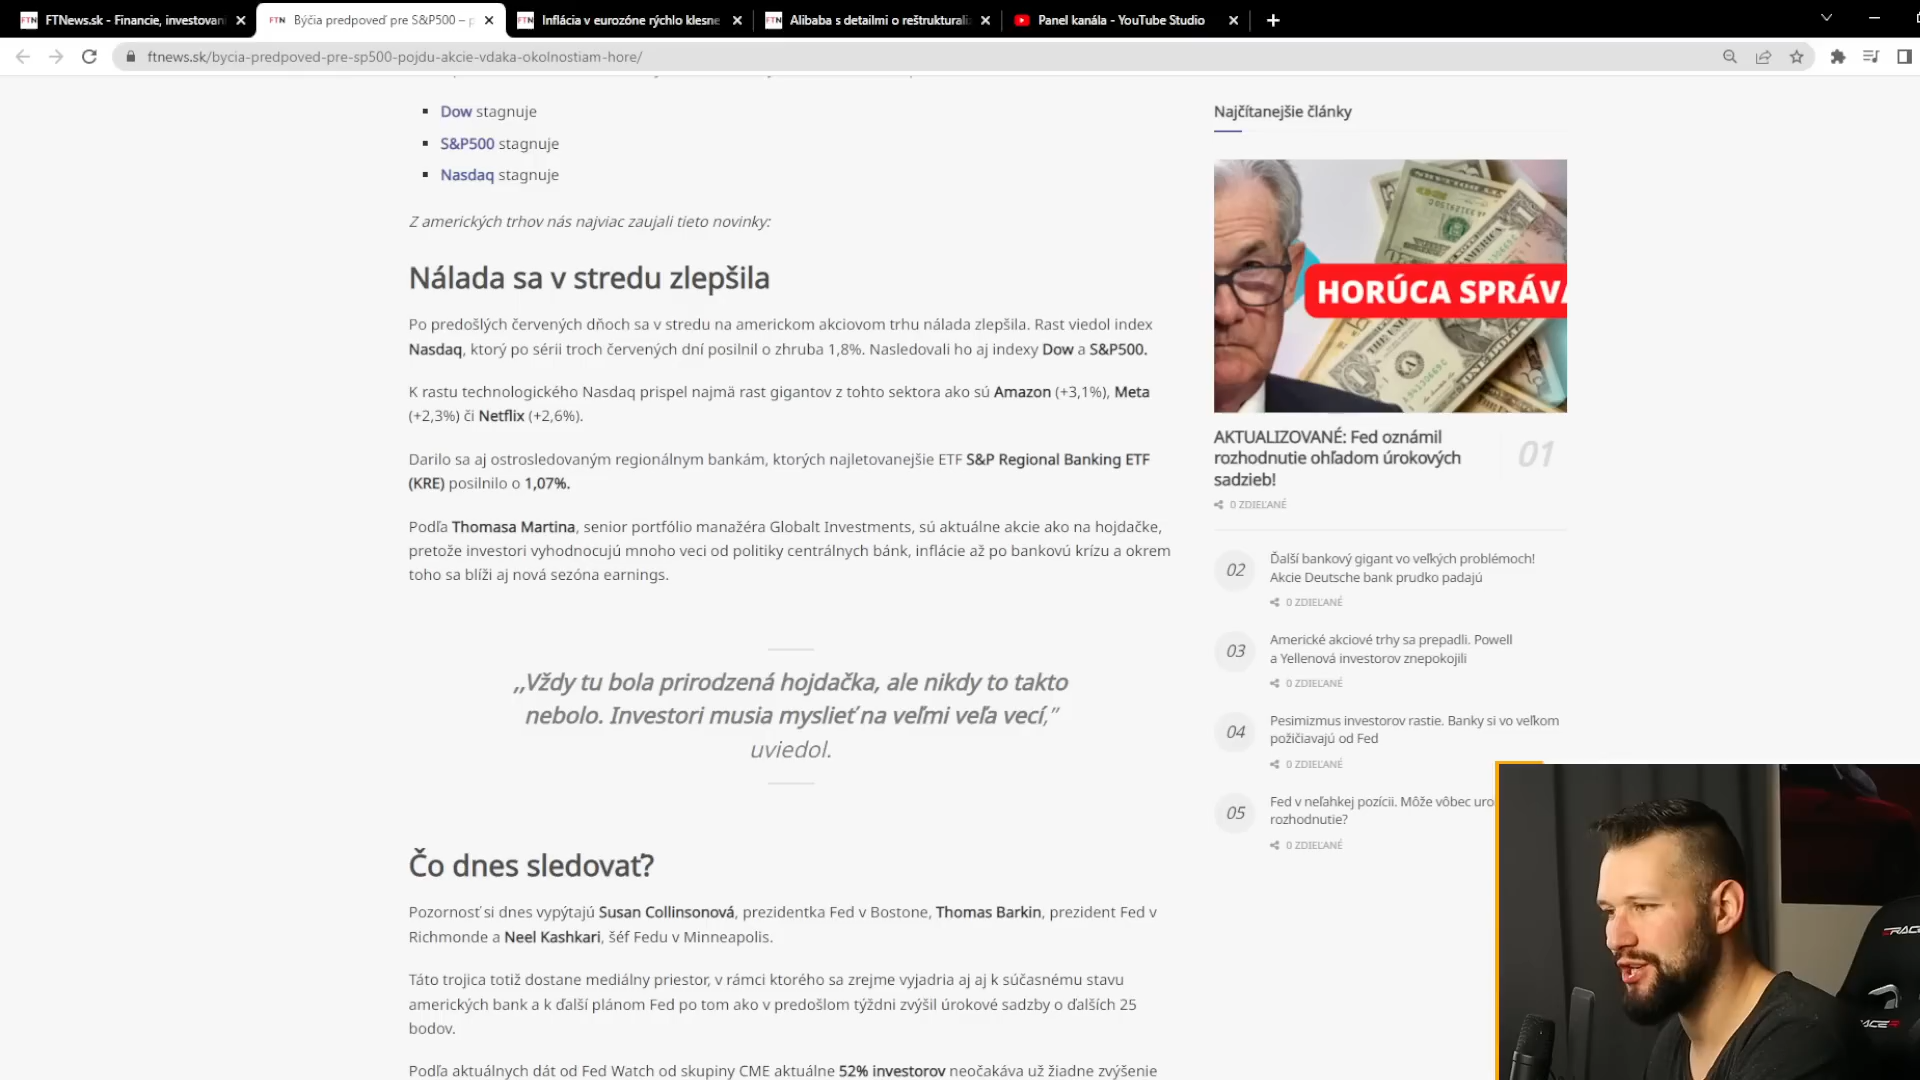 FTNews.sk - Financie, investovani
Býčia predpoveď pre S&P500 – p
Inflácia v eurozóne rýchlo klesne
Alibaba s detailmi o reštrukturali
Panel kanála - YouTube Studio
ftnews.sk/bycia-predpoved-pre-sp500-pojdu-akcie-vdaka-okolnostiam-hore/
Dow stagnuje
S&P500 stagnuje
Nasdaq stagnuje
Z amerických trhov nás najviac zaujali tieto novinky:
Nálada sa v stredu zlepšila
Po predošlých červených dňoch sa v stredu na americkom akciovom trhu nálada zlepšila. Rast viedol index
Nasdaq, ktorý po sérii troch červených dní posilnil o zhruba 1,8%. Nasledovali ho aj indexy Dow a S&P500.
K rastu technologického Nasdaq prispel najmä rast gigantov z tohto sektora ako sú Amazon (+3,1%), Meta
(+2,3%) či Netflix (+2,6%).
Darilo sa aj ostrosledovaným regionálnym bankám, ktorých najletovanejšie ETF S&P Regional Banking ETF
(KRE) posilnilo o 1,07%.
Podľa Thomasa Martina, senior portfólio manažéra Globalt Investments, sú aktuálne akcie ako na hojdačke,
pretože investori vyhodnocujú mnoho veci od politiky centrálnych bánk, inflácie až po bankovú krízu a okrem
toho sa blíži aj nová sezóna earnings.
,,Vždy tu bola prirodzená hojdačka, ale nikdy to takto
nebolo. Investori musia myslieť na veľmi veľa vecí,”
uviedol.
Čo dnes sledovať?
Pozornosť si dnes vypýtajú Susan Collinsonová, prezidentka Fed v Bostone, Thomas Barkin, prezident Fed v
Richmonde a Neel Kashkari, šéf Fedu v Minneapolis.
Táto trojica totiž dostane mediálny priestor, v rámci ktorého sa zrejme vyjadria aj aj k súčasnému stavu
amerických bank a k ďalší plánom Fed po tom ako v predošlom týždni zvýšil úrokové sadzby o ďalších 25
bodov.
Podľa aktuálnych dát od Fed Watch od skupiny CME aktuálne 52% investorov neočakáva už žiadne zvýšenie
Najčítanejšie články
HORÚCA SPRÁVA
AKTUALIZOVANÉ: Fed oznámil
rozhodnutie ohľadom úrokových
sadzieb!
01
0 ZDIEĽANÉ
02
Ďalší bankový gigant vo veľkých problémoch!
Akcie Deutsche bank prudko padajú
0 ZDIEĽANÉ
03
Americké akciové trhy sa prepadli. Powell
a Yellenová investorov znepokojili
0 ZDIEĽANÉ
04
Pesimizmus investorov rastie. Banky si vo veľkom
požičiavajú od Fed
0 ZDIEĽANÉ
05
Fed v neľahkej pozícii. Môže vôbec uro
rozhodnutie?
0 ZDIEĽANÉ